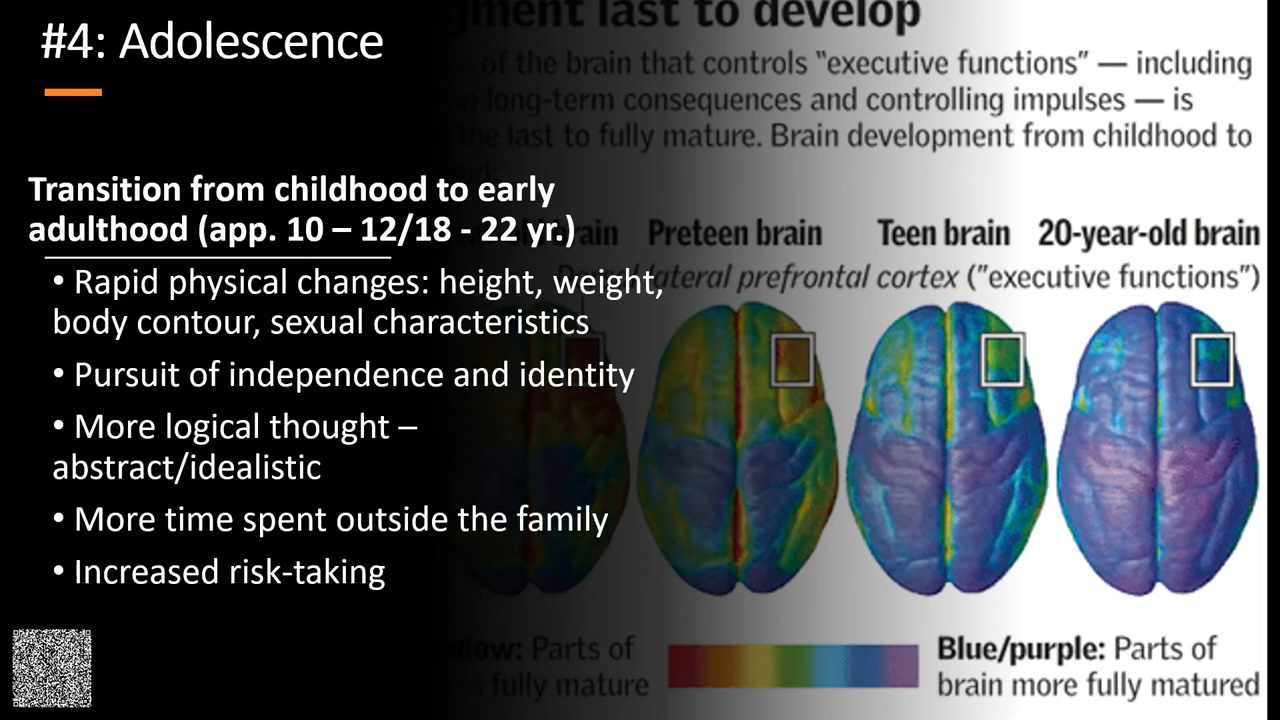 #4: Adolescence
gment last to develop
of the brain that controls "executive functions" — including
long-term consequences and controlling impulses — is
the last to fully mature. Brain development from childhood to
Transition from childhood to early
adulthood (app. 10 – 12/18 - 22 yr.)
brain Preteen brain Teen brain 20-year-old brain
lateral prefrontal cortex ("executive functions")
• Rapid physical changes: height, weight,
body contour, sexual characteristics
• Pursuit of independence and identity
• More logical thought –
abstract/idealistic
• More time spent outside the family
• Increased risk-taking
Parts of
fully mature
Blue/purple: Parts of
brain more fully matured